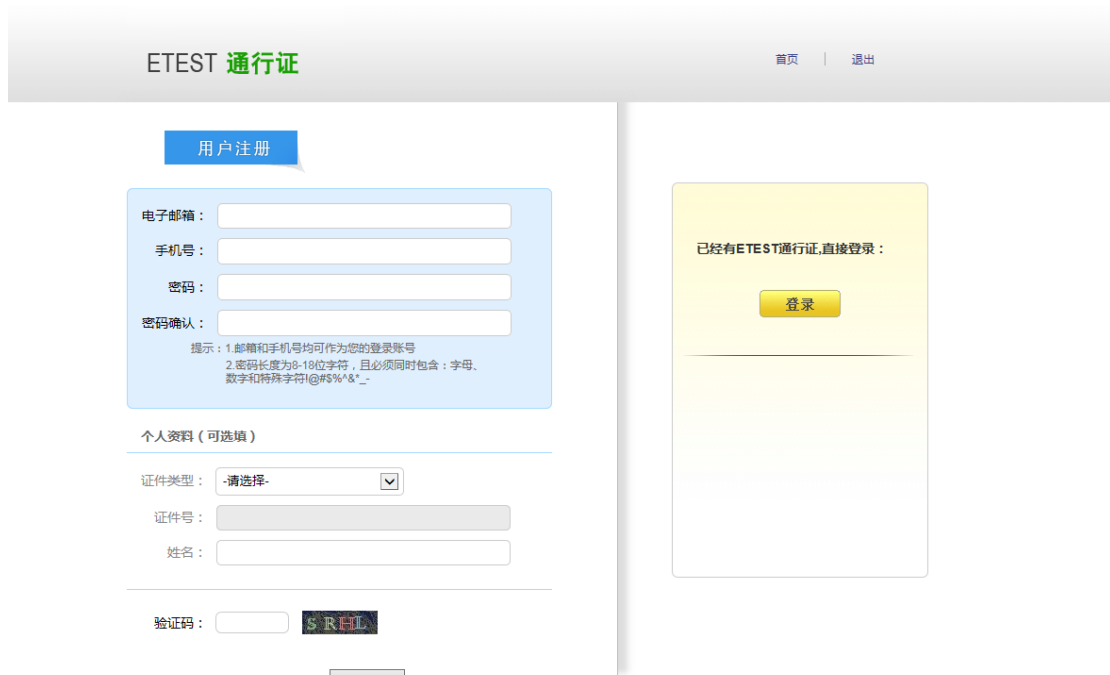 ETEST 通行证
首页 | 退出
用户注册
电子邮箱：
手机号：
密码：
密码确认：
提示：1.邮箱和手机号均可作为您的登录账号
2.密码长度为8-18位字符，且必须同时包含：字母、
数字和特殊字符!@#$%^&*_-
个人资料（可选填）
证件类型： -请选择-
证件号：
姓名：
验证码： SRHL
已经有ETEST通行证,直接登录：
登录